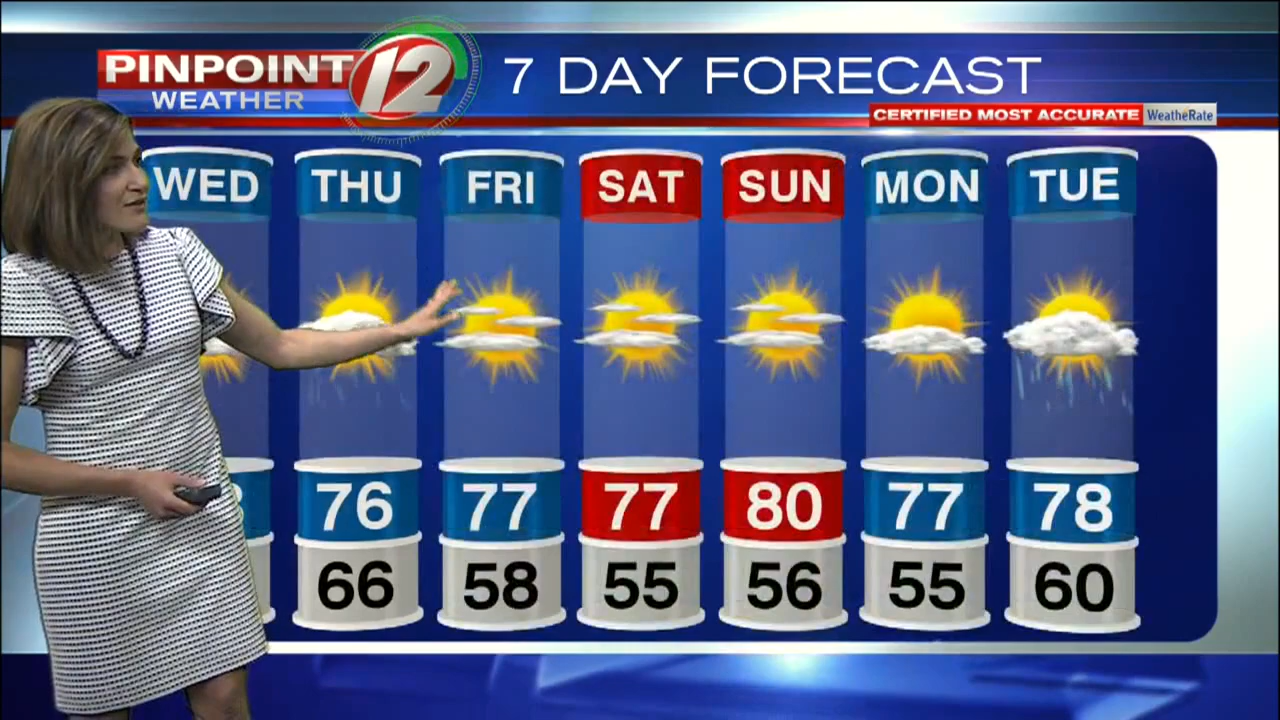 PINPOINT 12
WEATHER
7 DAY FORECAST
CERTIFIED MOST ACCURATE WeatheRate
WED THU FRI SAT SUN MON TUE
76 77 77 80 77 78
66 58 55 56 55 60